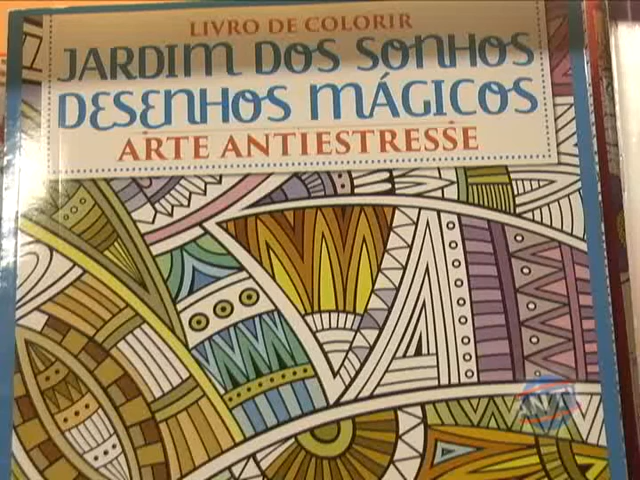 LIVRO DE COLORIR
JARDIM DOS SONHOS
DESENHOS MÁGICOS
ARTE ANTIESTRESSE